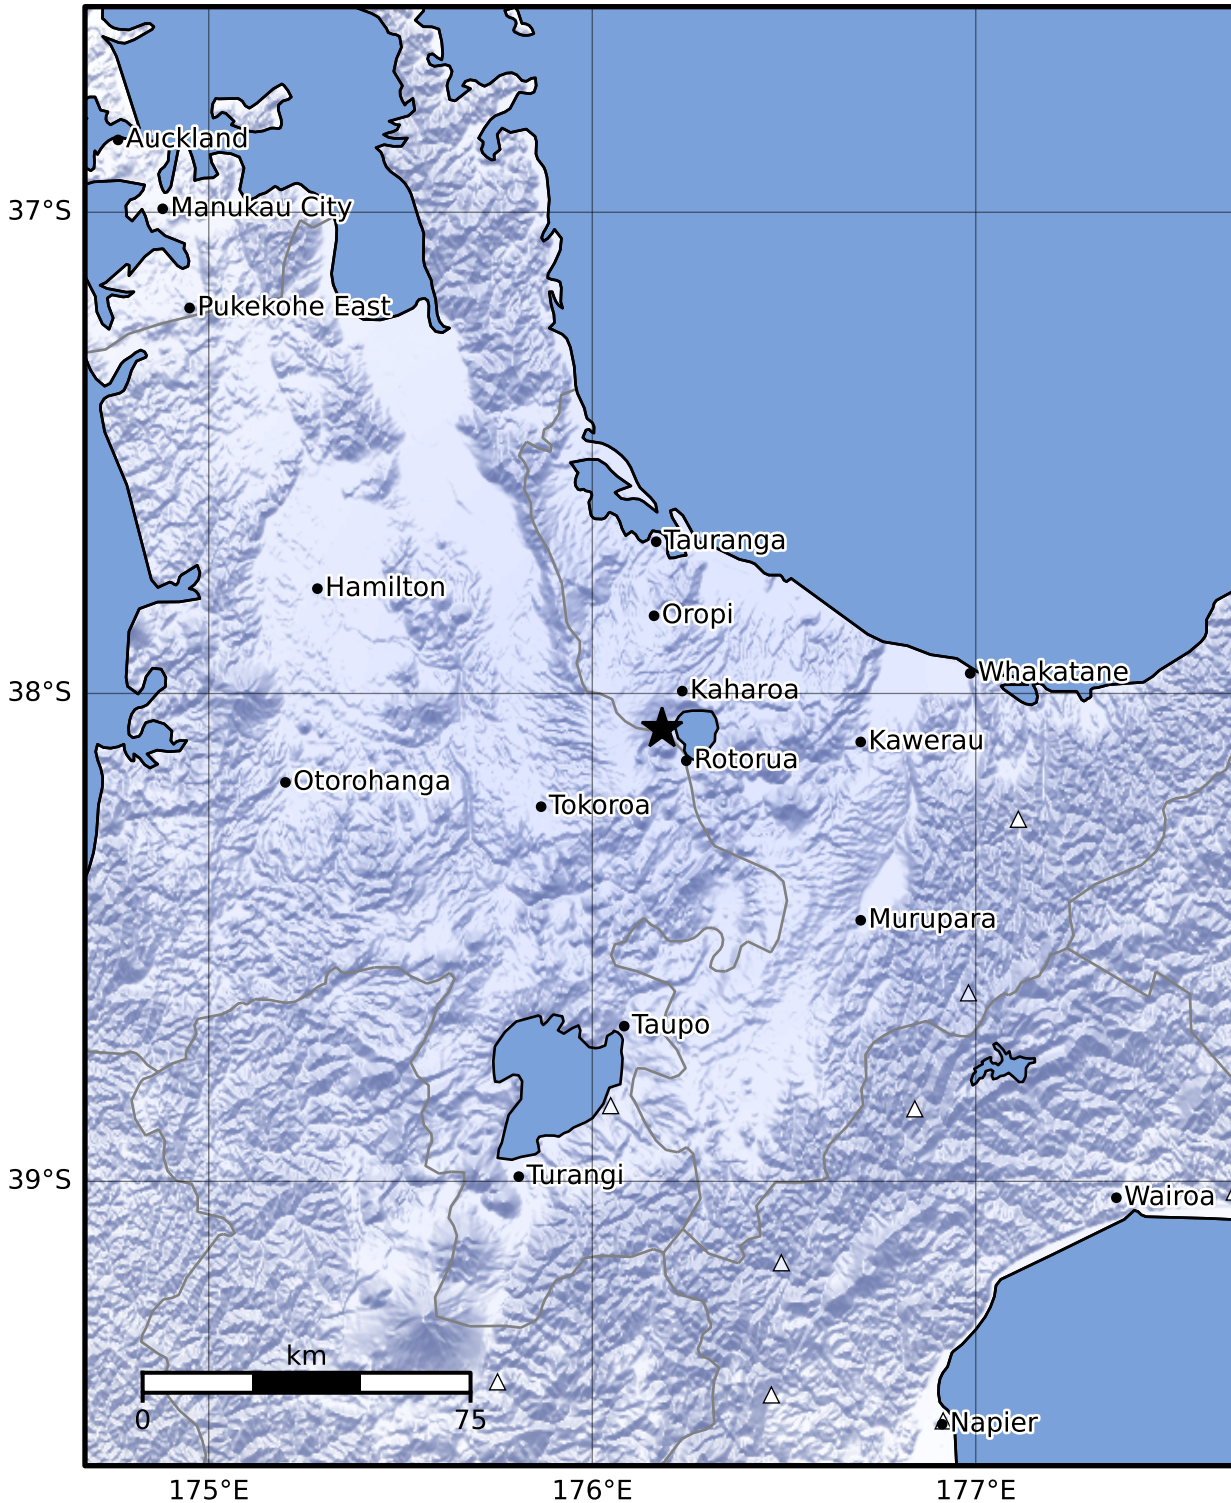 Auckland
37°S
Manukau City
Pukekohe East
Tauranga
Hamilton
Oropi
Whakatane
38°S
Kaharoa
Kawerau
Rotorua
Otorohanga
Tokoroa
Murupara
Taupo
39°S
Turangi
Wairoa
km
0
75
Napier
175°E
176°E
177°E